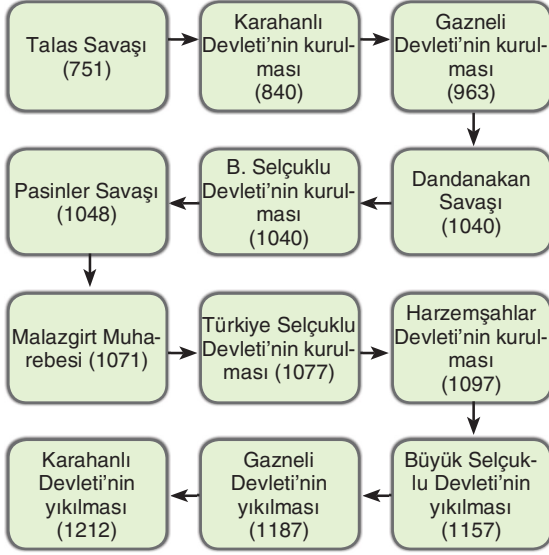 Talas Savaşı
(751)
Karahanlı
Devleti’nin kurul-
ması
(840)
Gazneli
Devleti’nin kurul-
ması
(963)
Dandanakan
Savaşı
(1040)
B. Selçuklu
Devleti’nin kurul-
ması
(1040)
Pasinler Savaşı
(1048)
Malazgirt Muha-
rebesi (1071)
Türkiye Selçuklu
Devleti’nin kurul-
ması (1077)
Harzemşahlar
Devleti’nin kurul-
ması
(1097)
Büyük Selçuk-
lu Devleti’nin
yıkılması
(1157)
Gazneli
Devleti’nin
yıkılması
(1187)
Karahanlı
Devleti’nin
yıkılması
(1212)